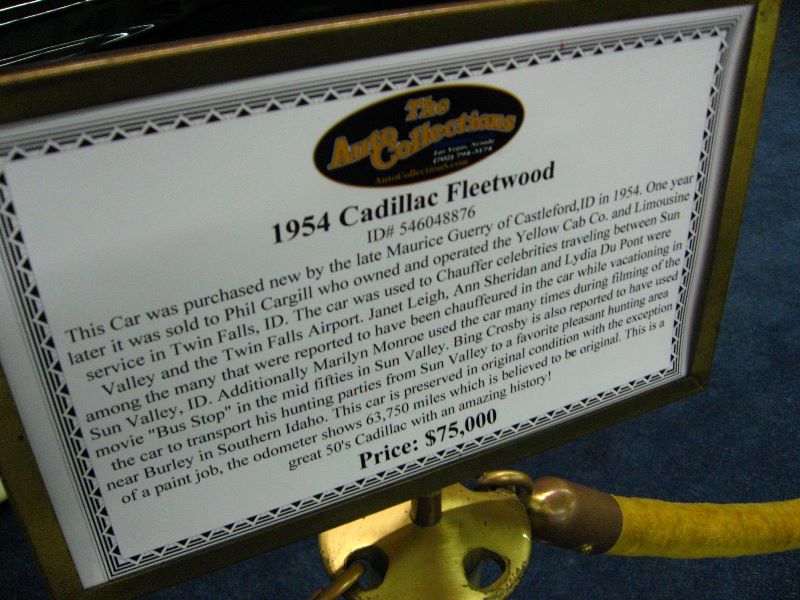 The
Auto
Collections
Las Vegas, Nevada
(702) 794-3174
AutoCollections.com
1954 Cadillac Fleetwood
ID# 546048876
This Car was purchased new by the late Maurice Guerry of Castleford,ID in 1954. One year
later it was sold to Phil Cargill who owned and operated the Yellow Cab Co. and Limousine
service in Twin Falls, ID. The car was used to Chauffer celebrities traveling between Sun
Valley and the Twin Falls Airport. Janet Leigh, Ann Sheridan and Lydia Du Pont were
among the many that were reported to have been chauffeured in the car while vacationing in
Sun Valley, ID. Additionally Marilyn Monroe used the car many times during filming of the
movie "Bus Stop" in the mid fifties in Sun Valley. Bing Crosby is also reported to have used
the car to transport his hunting parties from Sun Valley to a favorite pleasant hunting area
near Burley in Southern Idaho. This car is preserved in original condition with the exception
of a paint job, the odometer shows 63,750 miles which is believed to be original. This is a
great 50's Cadillac with an amazing history!
Price: $75,000